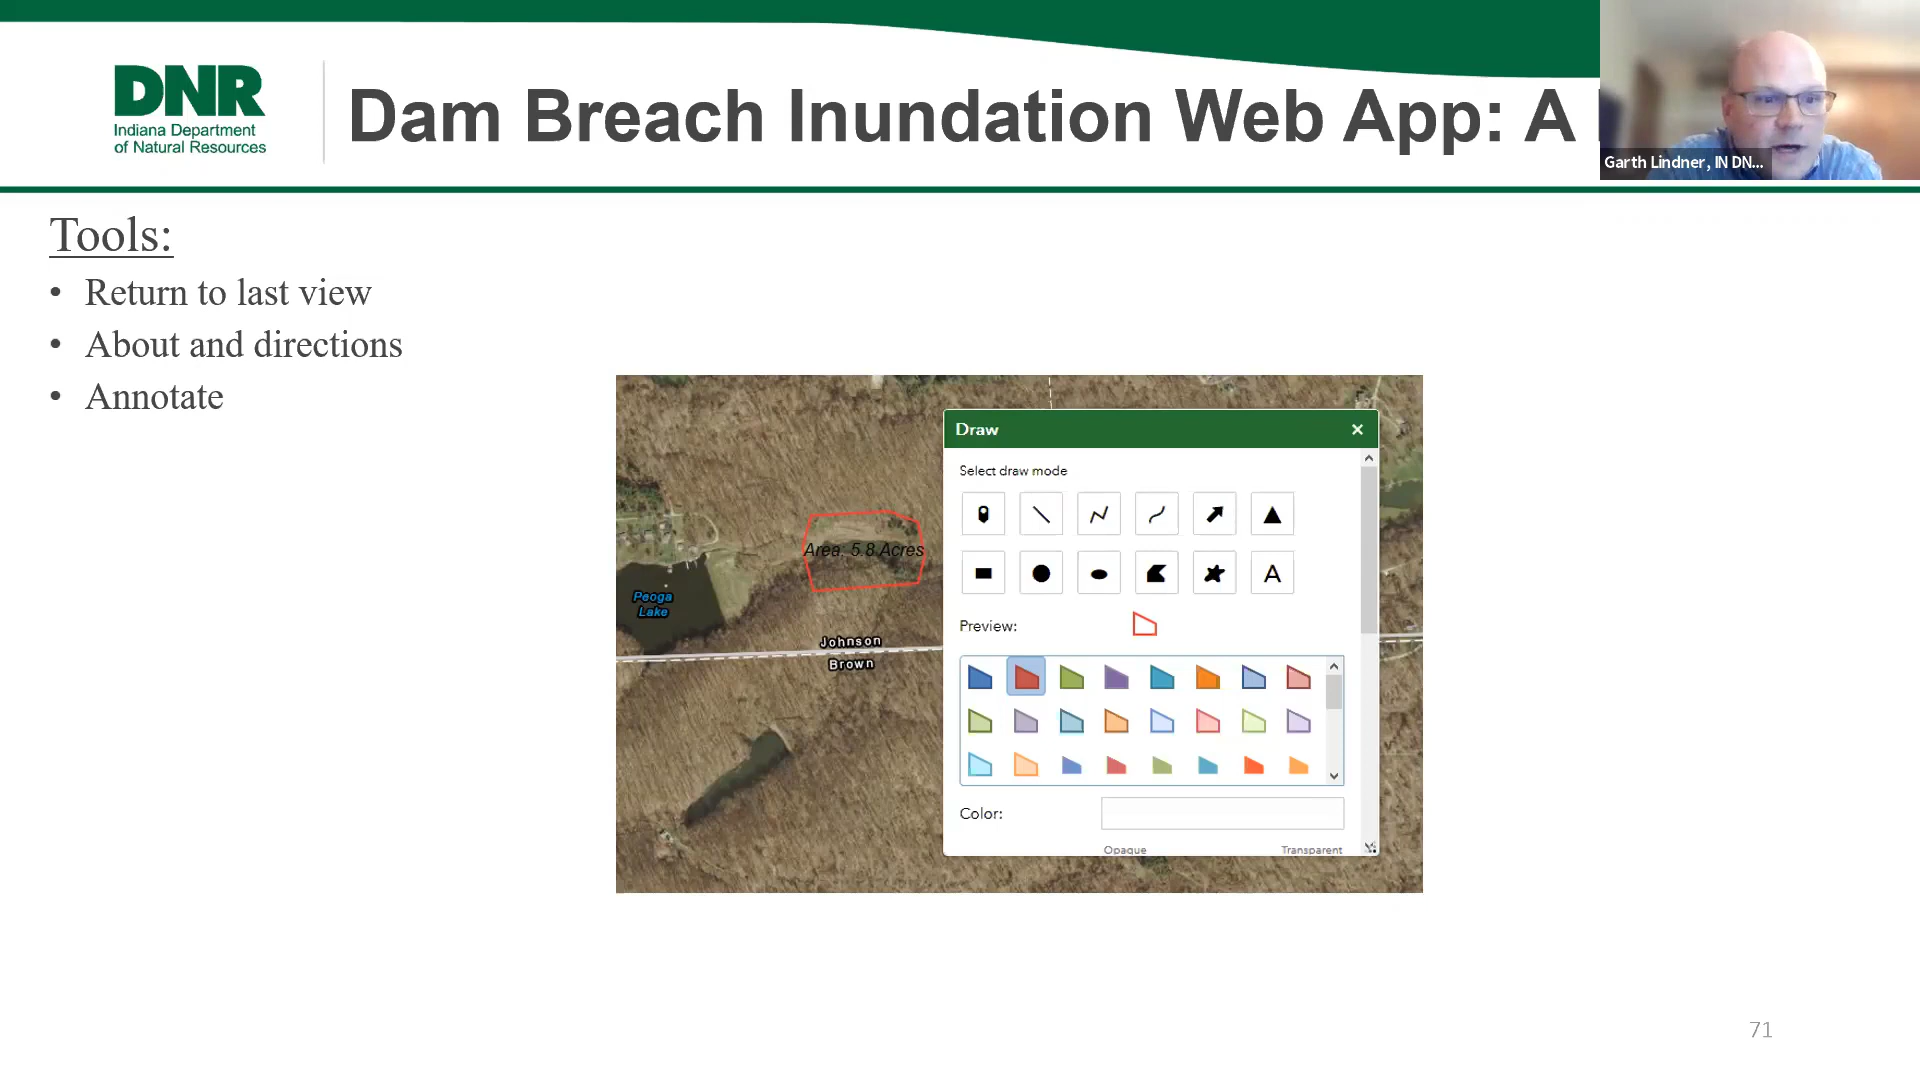 DNR
Indiana Department
of Natural Resources
Dam Breach Inundation Web App: A
Garth Lindner, IN DN...
Tools:
• Return to last view
• About and directions
• Annotate
Draw
Select draw mode
A
Preview:
Color:
Opaque
Transparent
Area: 5.8 Acres
Peoga
Lake
Johnson
Brown
71